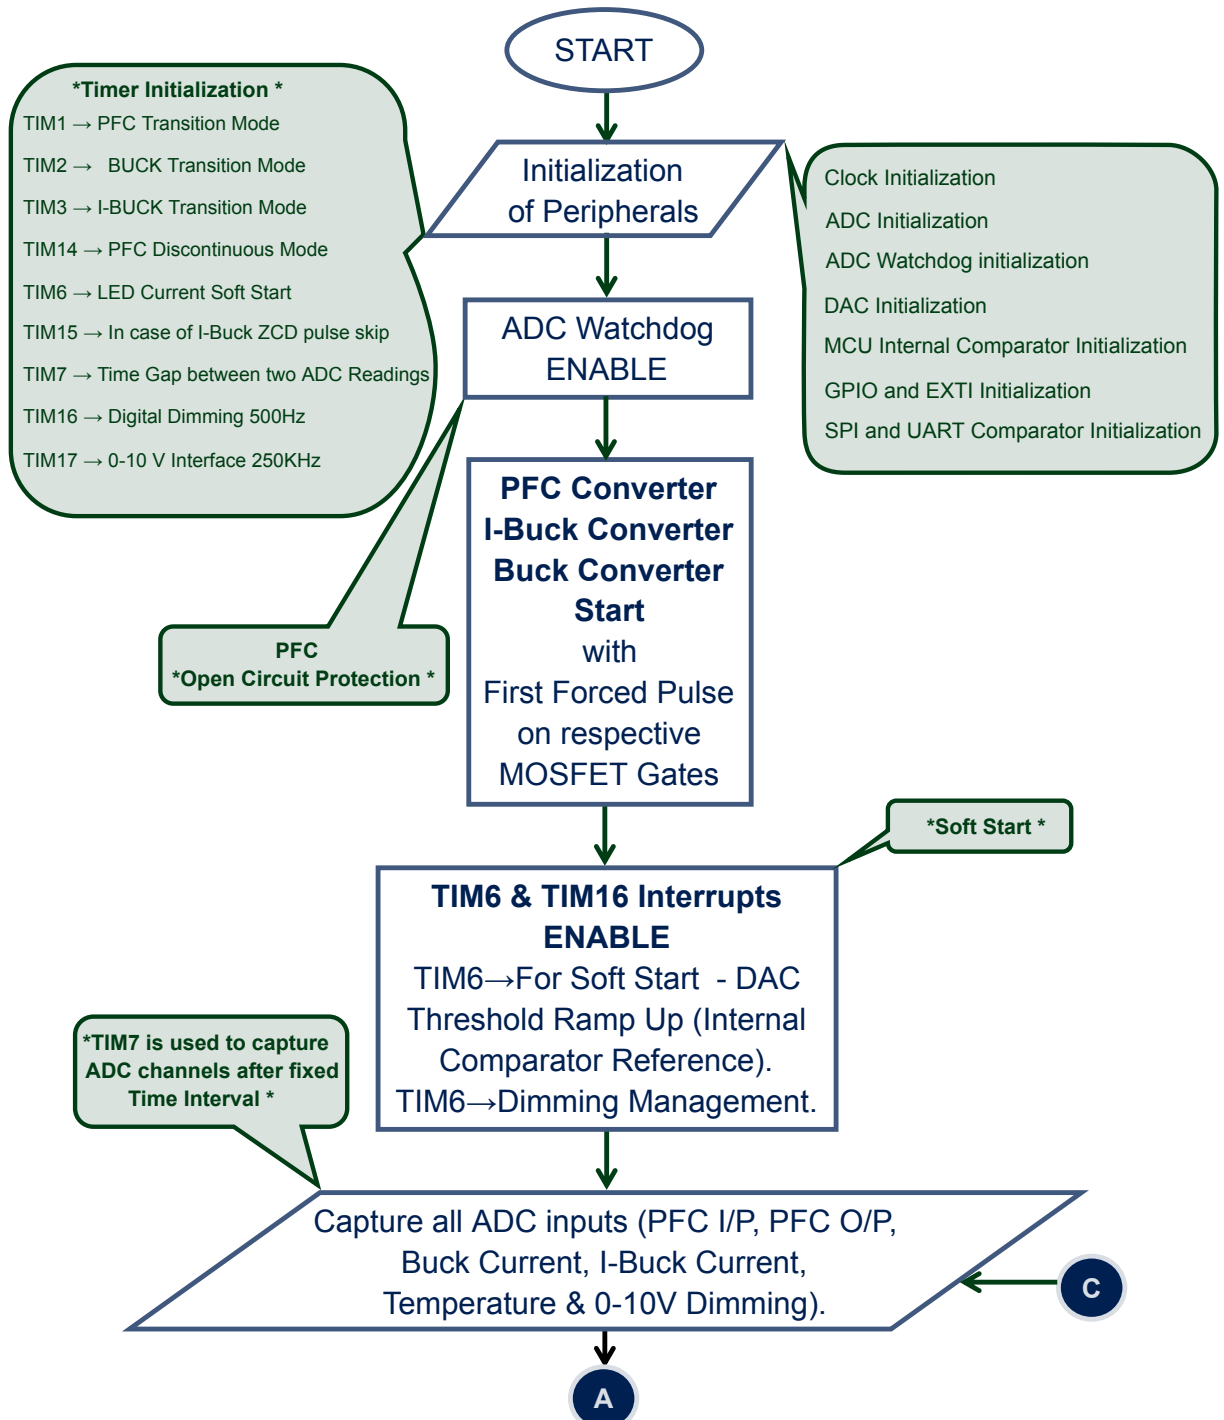 START
*Timer Initialization *
TIM1 → PFC Transition Mode
TIM2 → BUCK Transition Mode
TIM3 → I-BUCK Transition Mode
TIM14 → PFC Discontinuous Mode
TIM6 → LED Current Soft Start
TIM15 → In case of I-Buck ZCD pulse skip
TIM7 → Time Gap between two ADC Readings
TIM16 → Digital Dimming 500Hz
TIM17 → 0-10 V Interface 250KHz
Initialization
of Peripherals
Clock Initialization
ADC Initialization
ADC Watchdog initialization
DAC Initialization
MCU Internal Comparator Initialization
GPIO and EXTI Initialization
SPI and UART Comparator Initialization
ADC Watchdog
ENABLE
PFC
*Open Circuit Protection *
PFC Converter
I-Buck Converter
Buck Converter
Start
with
First Forced Pulse
on respective
MOSFET Gates
*Soft Start *
TIM6 & TIM16 Interrupts
ENABLE
TIM6→For Soft Start - DAC
Threshold Ramp Up (Internal
Comparator Reference).
TIM6→Dimming Management.
*TIM7 is used to capture
ADC channels after fixed
Time Interval *
Capture all ADC inputs (PFC I/P, PFC O/P,
Buck Current, I-Buck Current,
Temperature & 0-10V Dimming).
C
A